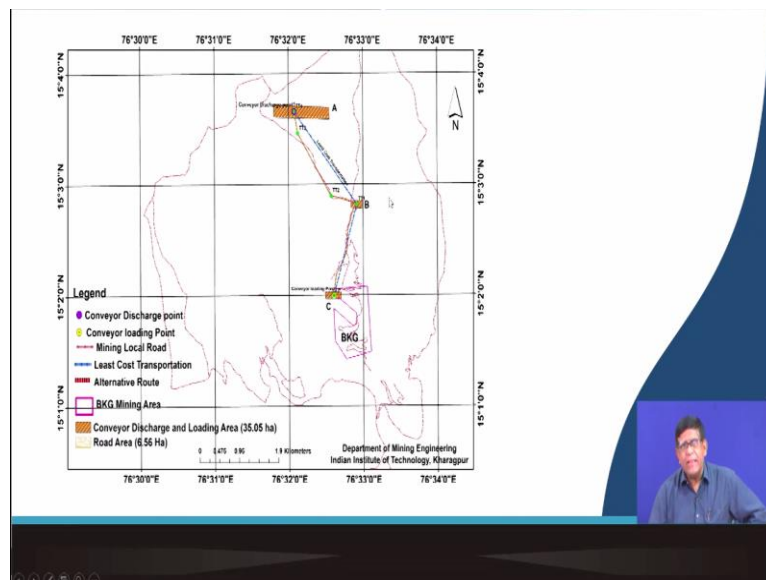 76°30'0"E 76°31'0"E 76°32'0"E 76°33'0"E 76°34'0"E
15°4'0"N 15°4'0"N
A
N
TT3
Least Cost Transportation
15°3'0"N 15°3'0"N
TT2
B
Conveyor loading Point
15°2'0"N 15°2'0"N
C
BKG
Legend
Conveyor Discharge point
Conveyor loading Point
Mining Local Road
Least Cost Transportation
Alternative Route
BKG Mining Area
15°1'0"N 15°1'0"N
Conveyor Discharge and Loading Area (35.05 ha)
Road Area (6.56 Ha)
0 0.475 0.95 1.9 Kilometers
Department of Mining Engineering
Indian Institute of Technology, Kharagpur
76°30'0"E 76°31'0"E 76°32'0"E 76°33'0"E 76°34'0"E